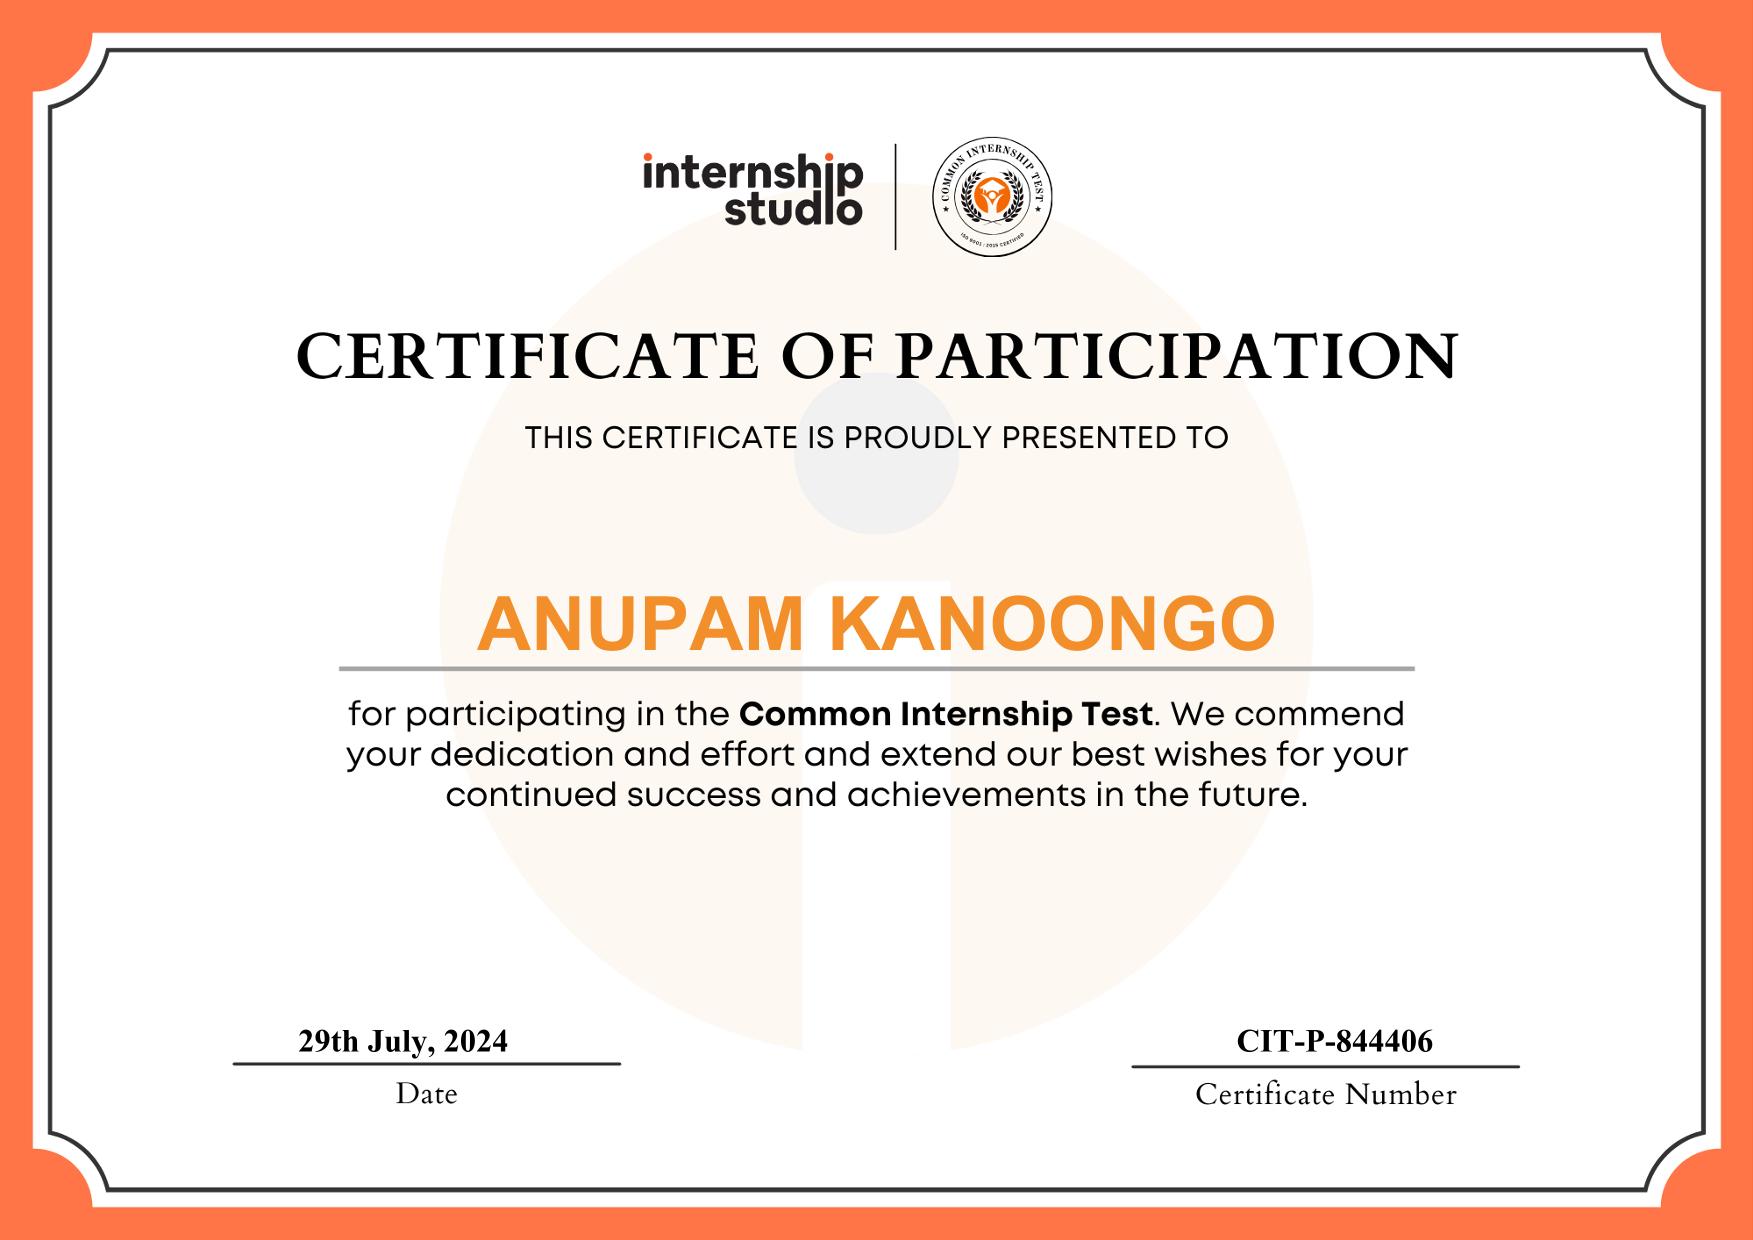 internship
studio
COMMON INTERNSHIP TEST
ISO 9001 : 2015 CERTIFIED
CERTIFICATE OF PARTICIPATION
THIS CERTIFICATE IS PROUDLY PRESENTED TO
ANUPAM KANOONGO
for participating in the Common Internship Test. We commend
your dedication and effort and extend our best wishes for your
continued success and achievements in the future.
29th July, 2024
Date
CIT-P-844406
Certificate Number